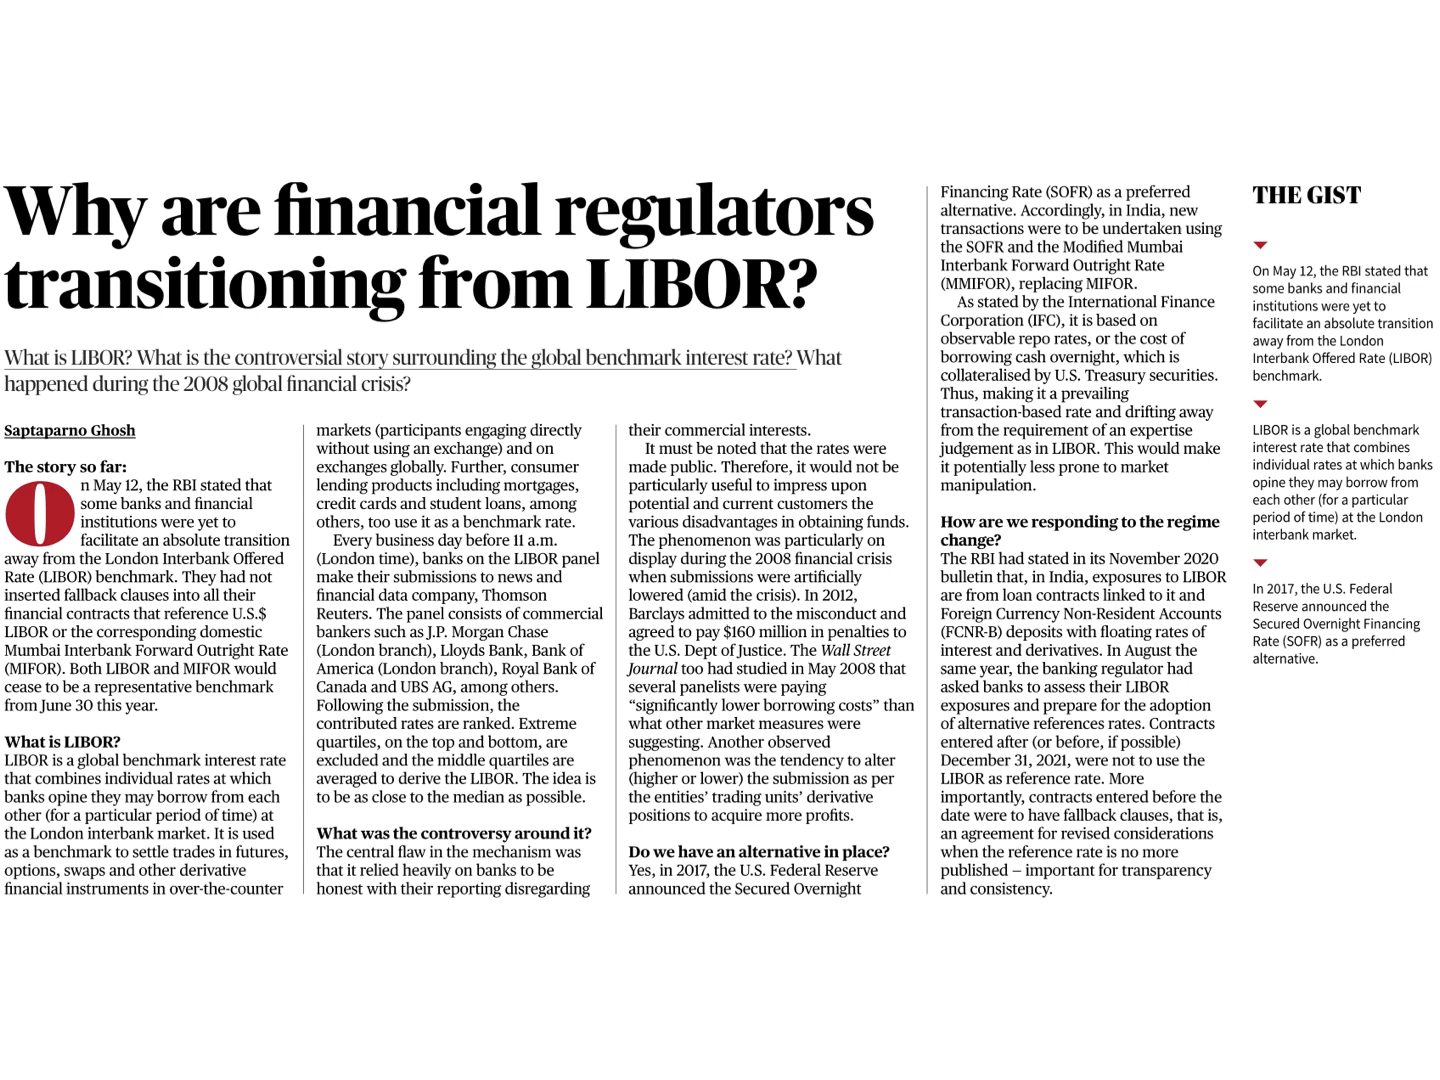 Why are financial regulators
transitioning from LIBOR?
What is LIBOR? What is the controversial story surrounding the global benchmark interest rate? What
happened during the 2008 global financial crisis?
Saptaparno Ghosh
The story so far:
On May 12, the RBI stated that
some banks and financial
institutions were yet to
facilitate an absolute transition
away from the London Interbank Offered
Rate (LIBOR) benchmark. They had not
inserted fallback clauses into all their
financial contracts that reference U.S.$
LIBOR or the corresponding domestic
Mumbai Interbank Forward Outright Rate
(MIFOR). Both LIBOR and MIFOR would
cease to be a representative benchmark
from June 30 this year.
What is LIBOR?
LIBOR is a global benchmark interest rate
that combines individual rates at which
banks opine they may borrow from each
other (for a particular period of time) at
the London interbank market. It is used
as a benchmark to settle trades in futures,
options, swaps and other derivative
financial instruments in over-the-counter
markets (participants engaging directly
without using an exchange) and on
exchanges globally. Further, consumer
lending products including mortgages,
credit cards and student loans, among
others, too use it as a benchmark rate.
Every business day before 11 a.m.
(London time), banks on the LIBOR panel
make their submissions to news and
financial data company, Thomson
Reuters. The panel consists of commercial
bankers such as J.P. Morgan Chase
(London branch), Lloyds Bank, Bank of
America (London branch), Royal Bank of
Canada and UBS AG, among others.
Following the submission, the
contributed rates are ranked. Extreme
quartiles, on the top and bottom, are
excluded and the middle quartiles are
averaged to derive the LIBOR. The idea is
to be as close to the median as possible.
What was the controversy around it?
The central flaw in the mechanism was
that it relied heavily on banks to be
honest with their reporting disregarding
their commercial interests.
It must be noted that the rates were
made public. Therefore, it would not be
particularly useful to impress upon
potential and current customers the
various disadvantages in obtaining funds.
The phenomenon was particularly on
display during the 2008 financial crisis
when submissions were artificially
lowered (amid the crisis). In 2012,
Barclays admitted to the misconduct and
agreed to pay $160 million in penalties to
the U.S. Dept of Justice. The Wall Street
Journal too had studied in May 2008 that
several panelists were paying
“significantly lower borrowing costs” than
what other market measures were
suggesting. Another observed
phenomenon was the tendency to alter
(higher or lower) the submission as per
the entities’ trading units’ derivative
positions to acquire more profits.
Do we have an alternative in place?
Yes, in 2017, the U.S. Federal Reserve
announced the Secured Overnight
Financing Rate (SOFR) as a preferred
alternative. Accordingly, in India, new
transactions were to be undertaken using
the SOFR and the Modified Mumbai
Interbank Forward Outright Rate
(MMIFOR), replacing MIFOR.
As stated by the International Finance
Corporation (IFC), it is based on
observable repo rates, or the cost of
borrowing cash overnight, which is
collateralised by U.S. Treasury securities.
Thus, making it a prevailing
transaction-based rate and drifting away
from the requirement of an expertise
judgement as in LIBOR. This would make
it potentially less prone to market
manipulation.
How are we responding to the regime
change?
The RBI had stated in its November 2020
bulletin that, in India, exposures to LIBOR
are from loan contracts linked to it and
Foreign Currency Non-Resident Accounts
(FCNR-B) deposits with floating rates of
interest and derivatives. In August the
same year, the banking regulator had
asked banks to assess their LIBOR
exposures and prepare for the adoption
of alternative references rates. Contracts
entered after (or before, if possible)
December 31, 2021, were not to use the
LIBOR as reference rate. More
importantly, contracts entered before the
date were to have fallback clauses, that is,
an agreement for revised considerations
when the reference rate is no more
published – important for transparency
and consistency.
THE GIST
On May 12, the RBI stated that
some banks and financial
institutions were yet to
facilitate an absolute transition
away from the London
Interbank Offered Rate (LIBOR)
benchmark.
LIBOR is a global benchmark
interest rate that combines
individual rates at which banks
opine they may borrow from
each other (for a particular
period of time) at the London
interbank market.
In 2017, the U.S. Federal
Reserve announced the
Secured Overnight Financing
Rate (SOFR) as a preferred
alternative.